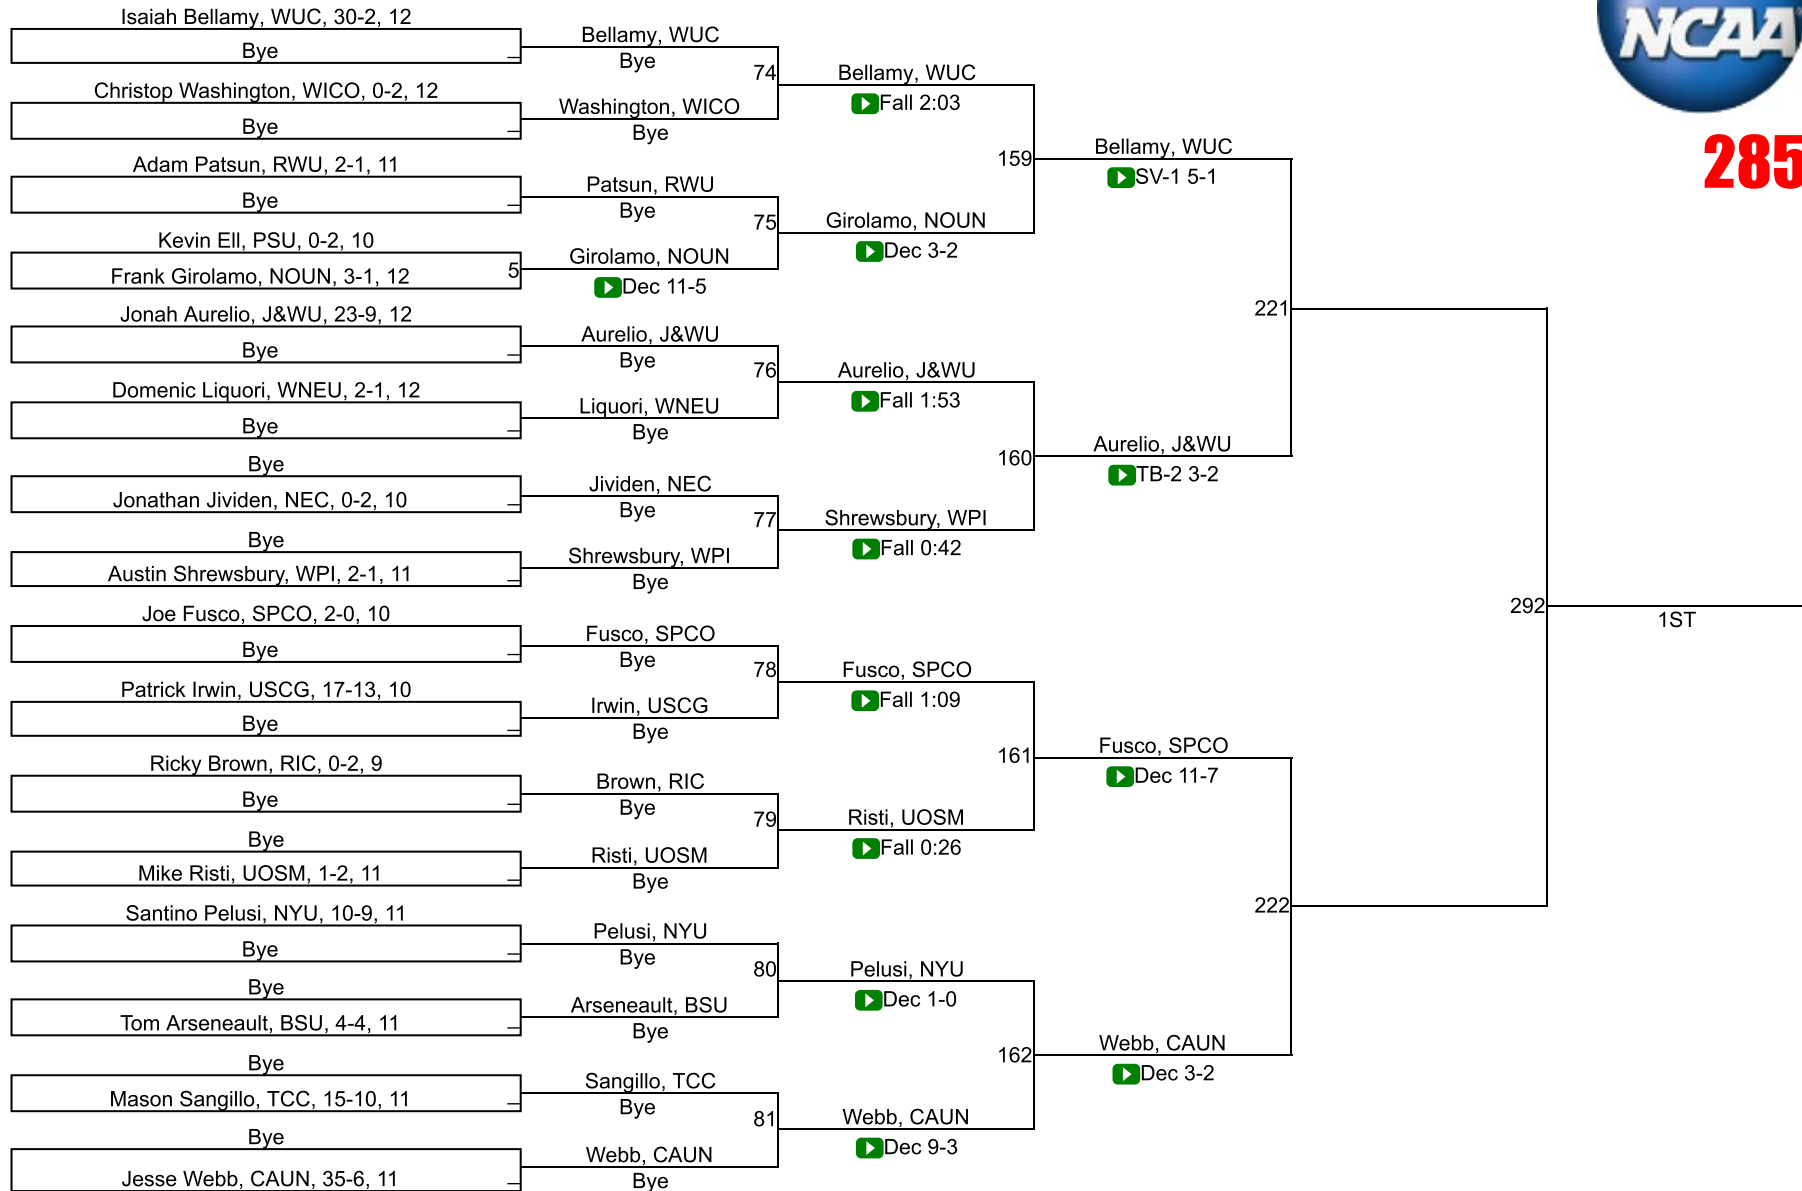 Isaiah Bellamy, WUC, 30-2, 12
Bye
Christop Washington, WICO, 0-2, 12
Bye
Adam Patsun, RWU, 2-1, 11
Bye
Kevin Ell, PSU, 0-2, 10
Frank Girolamo, NOUN, 3-1, 12
5
Jonah Aurelio, J&WU, 23-9, 12
Bye
Domenic Liquori, WNEU, 2-1, 12
Bye
Bye
Jonathan Jividen, NEC, 0-2, 10
Bye
Austin Shrewsbury, WPI, 2-1, 11
Joe Fusco, SPCO, 2-0, 10
Bye
Patrick Irwin, USCG, 17-13, 10
Bye
Ricky Brown, RIC, 0-2, 9
Bye
Bye
Mike Risti, UOSM, 1-2, 11
Santino Pelusi, NYU, 10-9, 11
Bye
Bye
Tom Arseneault, BSU, 4-4, 11
Bye
Mason Sangillo, TCC, 15-10, 11
Bye
Jesse Webb, CAUN, 35-6, 11
Bellamy, WUC
Bye
74
Washington, WICO
Bye
Patsun, RWU
Bye
75
Girolamo, NOUN
Dec 11-5
Aurelio, J&WU
Bye
76
Liquori, WNEU
Bye
Jividen, NEC
Bye
77
Shrewsbury, WPI
Bye
Fusco, SPCO
Bye
78
Irwin, USCG
Bye
Brown, RIC
Bye
79
Risti, UOSM
Bye
Pelusi, NYU
Bye
80
Arseneault, BSU
Bye
Sangillo, TCC
Bye
81
Webb, CAUN
Bye
Bellamy, WUC
Fall 2:03
159
Girolamo, NOUN
Dec 3-2
Aurelio, J&WU
Fall 1:53
160
Shrewsbury, WPI
Fall 0:42
Fusco, SPCO
Fall 1:09
161
Risti, UOSM
Fall 0:26
Pelusi, NYU
Dec 1-0
162
Webb, CAUN
Dec 9-3
Bellamy, WUC
SV-1 5-1
221
Aurelio, J&WU
TB-2 3-2
Fusco, SPCO
Dec 11-7
222
Webb, CAUN
Dec 3-2
292
1ST
NCAA
285